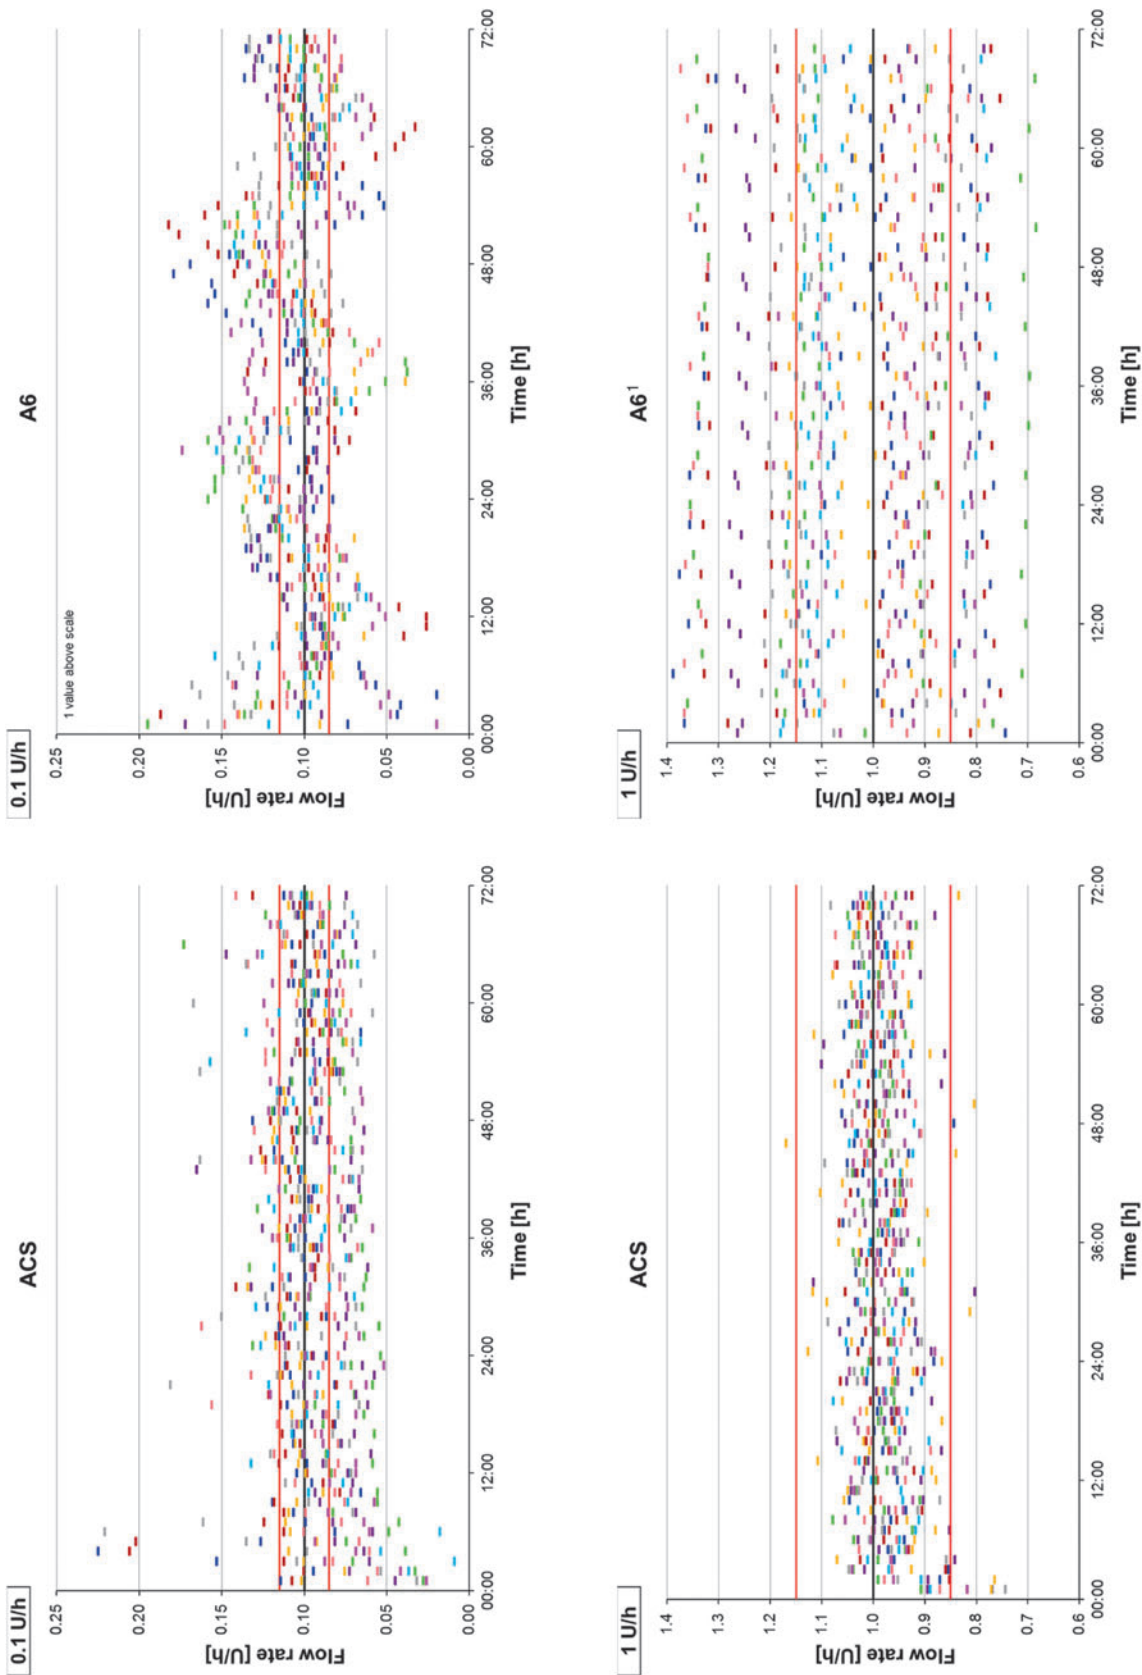 0.1 U/h
ACS
Flow rate [U/h]
0.25
0.20
0.15
0.10
0.05
0.00
00:00 12:00 24:00 36:00 48:00 60:00 72:00
Time [h]
0.1 U/h
A6
1 value above scale
Flow rate [U/h]
0.25
0.20
0.15
0.10
0.05
0.00
00:00 12:00 24:00 36:00 48:00 60:00 72:00
Time [h]
1 U/h
ACS
Flow rate [U/h]
1.4
1.3
1.2
1.1
1.0
0.9
0.8
0.7
0.6
00:00 12:00 24:00 36:00 48:00 60:00 72:00
Time [h]
1 U/h
A6¹
Flow rate [U/h]
1.4
1.3
1.2
1.1
1.0
0.9
0.8
0.7
0.6
00:00 12:00 24:00 36:00 48:00 60:00 72:00
Time [h]